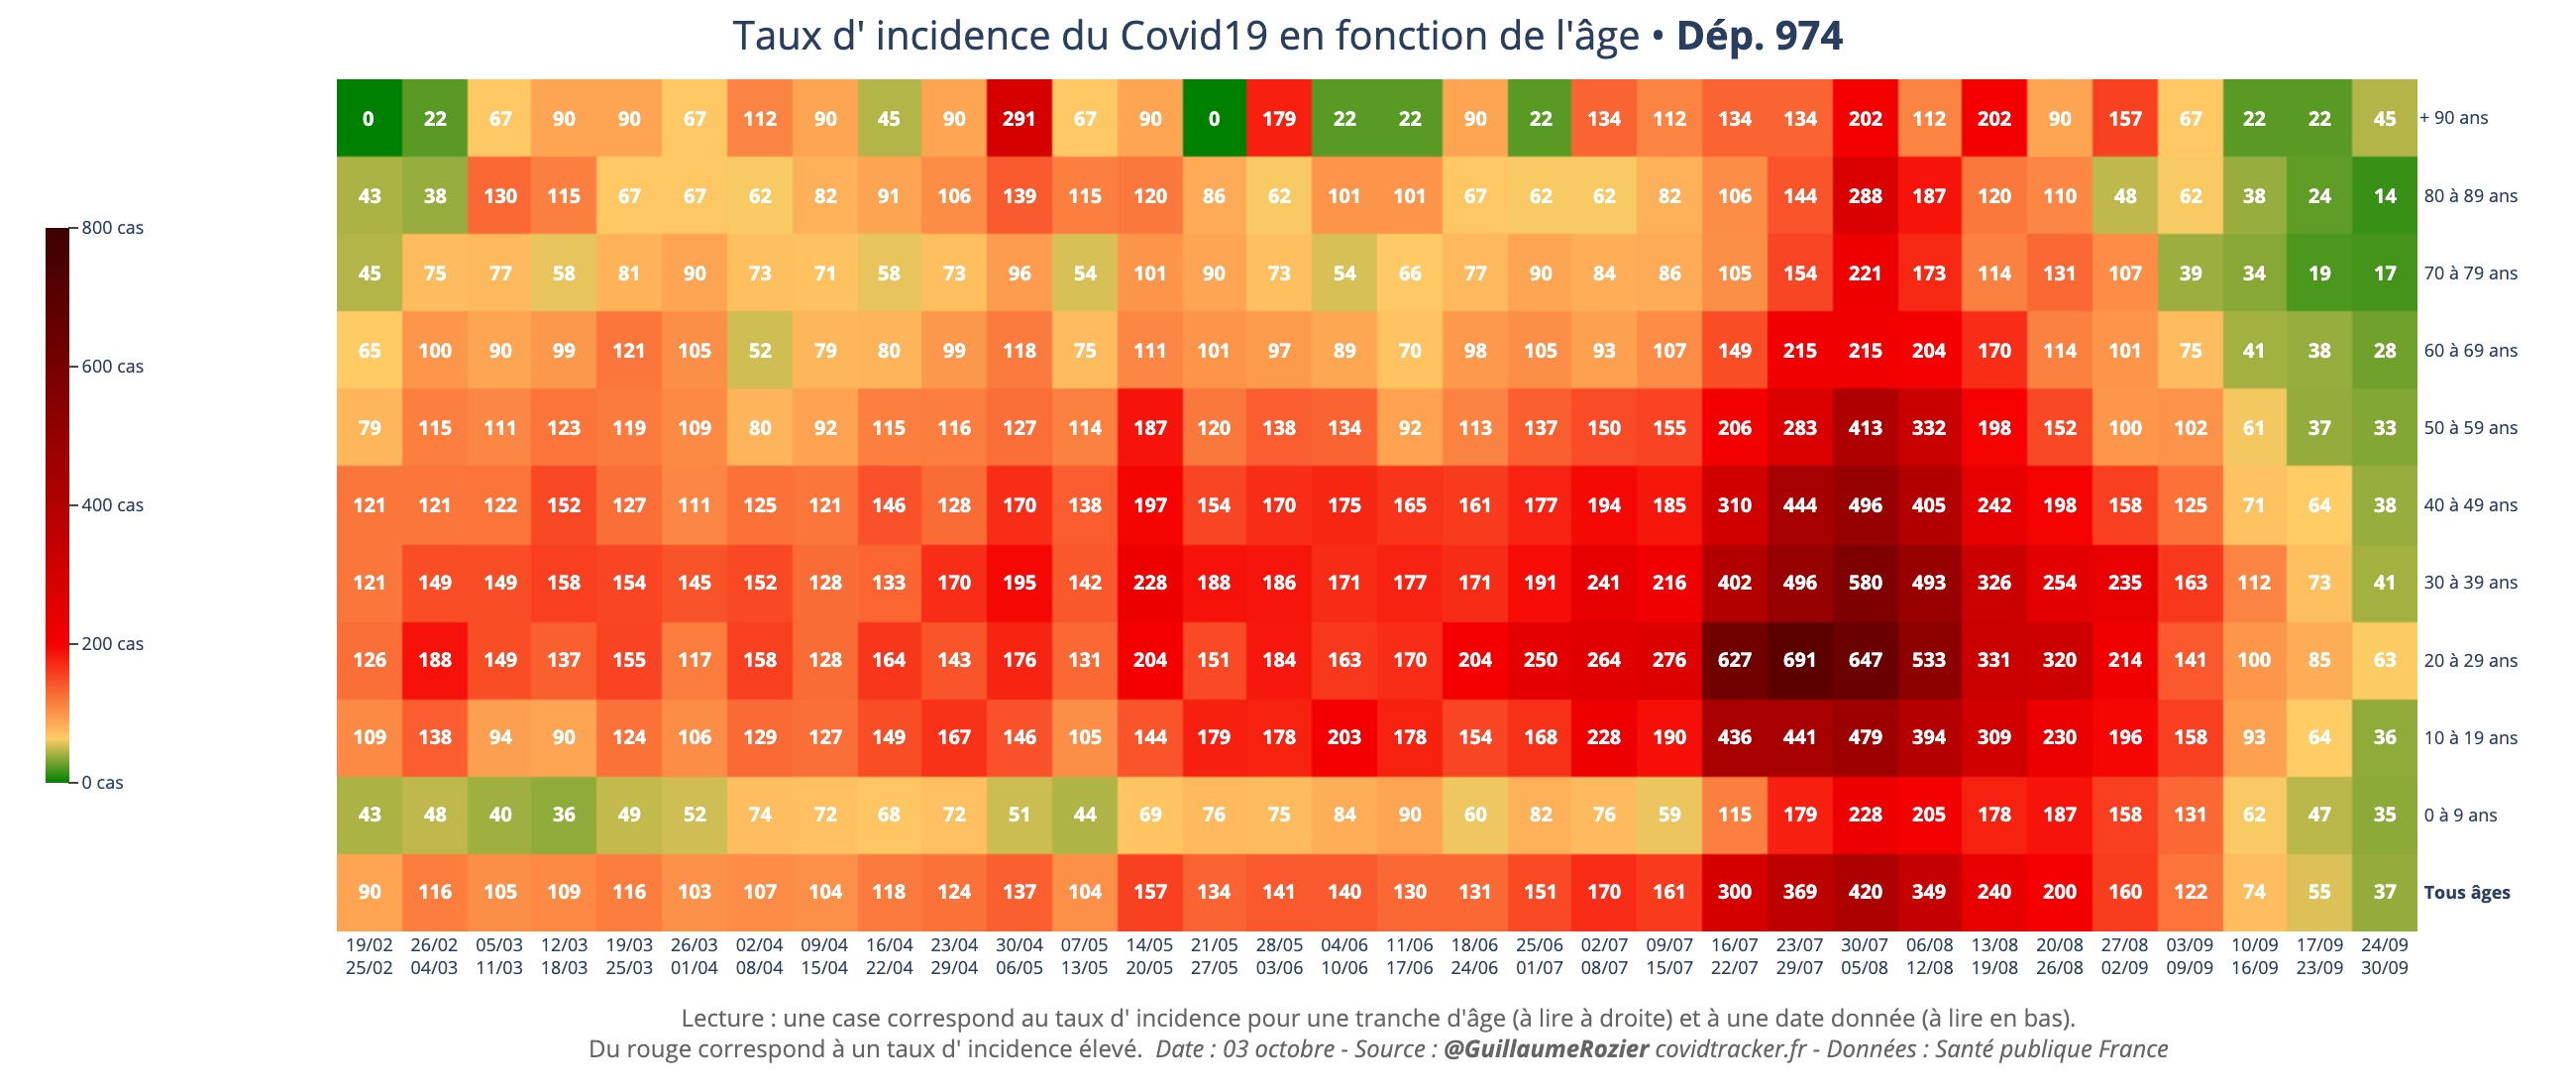 Taux d' incidence du Covid19 en fonction de l'âge • Dép. 974
0 22 67 90 90 67 112 90 45 90 291 67 90 0 179 22 22 90 22 134 112 134 134 202 112 202 90 157 67 22 22 45 + 90 ans
43 38 130 115 67 67 62 82 91 106 139 115 120 86 62 101 101 67 62 62 82 106 144 288 187 120 110 48 62 38 24 14 80 à 89 ans
800 cas
45 75 77 58 81 90 73 71 58 73 96 54 101 90 73 54 66 77 90 84 86 105 154 221 173 114 131 107 39 34 19 17 70 à 79 ans
65 100 90 99 121 105 52 79 80 99 118 75 111 101 97 89 70 98 105 93 107 149 215 215 204 170 114 101 75 41 38 28 60 à 69 ans
600 cas
79 115 111 123 119 109 80 92 115 116 127 114 187 120 138 134 92 113 137 150 155 206 283 413 332 198 152 100 102 61 37 33 50 à 59 ans
400 cas
121 121 122 152 127 111 125 121 146 128 170 138 197 154 170 175 165 161 177 194 185 310 444 496 405 242 198 158 125 71 64 38 40 à 49 ans
121 149 149 158 154 145 152 128 133 170 195 142 228 188 186 171 177 171 191 241 216 402 496 580 493 326 254 235 163 112 73 41 30 à 39 ans
200 cas
126 188 149 137 155 117 158 128 164 143 176 131 204 151 184 163 170 204 250 264 276 627 691 647 533 331 320 214 141 100 85 63 20 à 29 ans
109 138 94 90 124 106 129 127 149 167 146 105 144 179 178 203 178 154 168 228 190 436 441 479 394 309 230 196 158 93 64 36 10 à 19 ans
0 cas
43 48 40 36 49 52 74 72 68 72 51 44 69 76 75 84 90 60 82 76 59 115 179 228 205 178 187 158 131 62 47 35 0 à 9 ans
90 116 105 109 116 103 107 104 118 124 137 104 157 134 141 140 130 131 151 170 161 300 369 420 349 240 200 160 122 74 55 37 Tous âges
19/02 26/02 05/03 12/03 19/03 26/03 02/04 09/04 16/04 23/04 30/04 07/05 14/05 21/05 28/05 04/06 11/06 18/06 25/06 02/07 09/07 16/07 23/07 30/07 06/08 13/08 20/08 27/08 03/09 10/09 17/09 24/09
25/02 04/03 11/03 18/03 25/03 01/04 08/04 15/04 22/04 29/04 06/05 13/05 20/05 27/05 03/06 10/06 17/06 24/06 01/07 08/07 15/07 22/07 29/07 05/08 12/08 19/08 26/08 02/09 09/09 16/09 23/09 30/09
Lecture : une case correspond au taux d' incidence pour une tranche d'âge (à lire à droite) et à une date donnée (à lire en bas).
Du rouge correspond à un taux d' incidence élevé. Date : 03 octobre - Source : @GuillaumeRozier covidtracker.fr - Données : Santé publique France